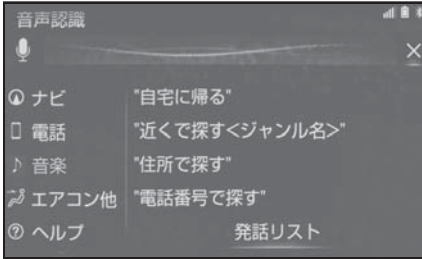 音声認識
ナビ "自宅に帰る"
電話 "近くで探す<ジャンル名>"
音楽 "住所で探す"
エアコン他 "電話番号で探す"
ヘルプ 発話リスト